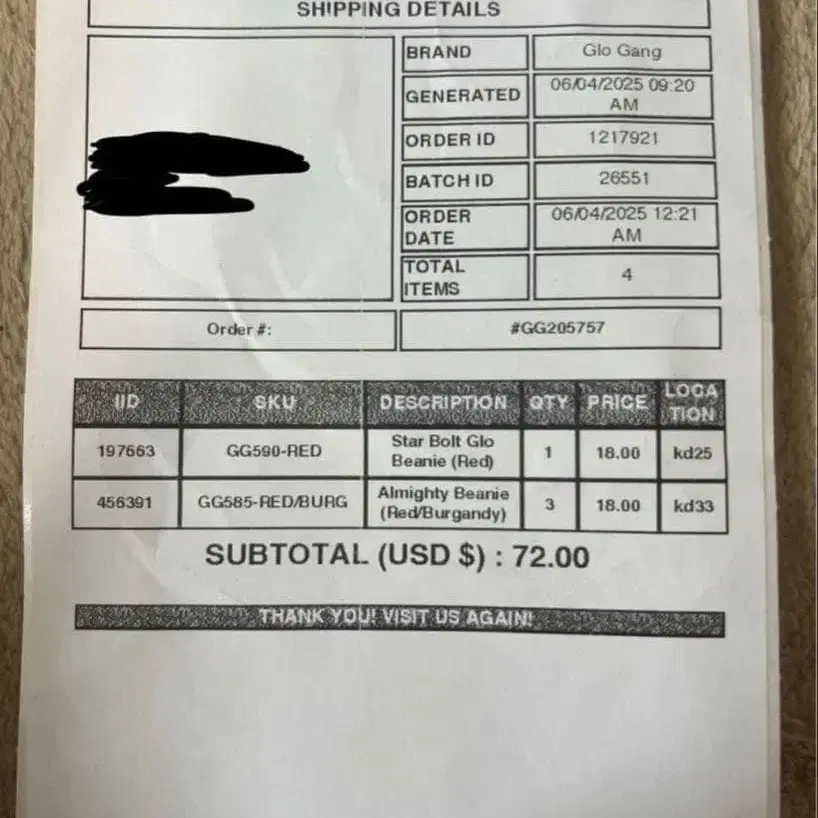 SHIPPING DETAILS
BRAND
Glo Gang
GENERATED
06/04/2025 09:20
AM
ORDER ID
1217921
BATCH ID
26551
ORDER
DATE
06/04/2025 12:21
AM
TOTAL
ITEMS
4
Order #:
#GG205757
IID SKU DESCRIPTION QTY PRICE LOCA
TION
197663 GG590-RED Star Bolt Glo
Beanie (Red) 1 18.00 kd25
456391 GG585-RED/BURG Almighty Beanie
(Red/Burgandy) 3 18.00 kd33
SUBTOTAL (USD $) : 72.00
THANK YOU! VISIT US AGAIN!